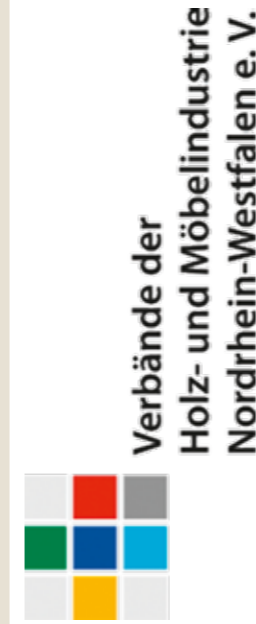 Verbände der
Holz- und Möbelindustrie
Nordrhein-Westfalen e. V.